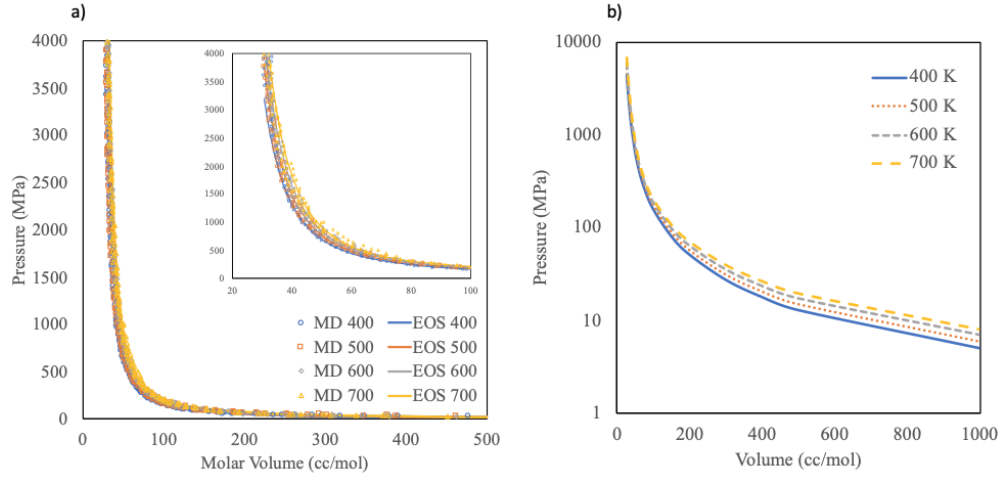 a)
4000
3500
3000
2500
2000
1500
1000
500
0
Pressure (MPa)
4000
3500
3000
2500
2000
1500
1000
500
0
20 40 60 80 100
MD 400 EOS 400
MD 500 EOS 500
MD 600 EOS 600
MD 700 EOS 700
0 100 200 300 400 500
Molar Volume (cc/mol)
b)
10000
1000
100
10
1
Pressure (MPa)
400 K
500 K
600 K
700 K
0 200 400 600 800 1000
Volume (cc/mol)